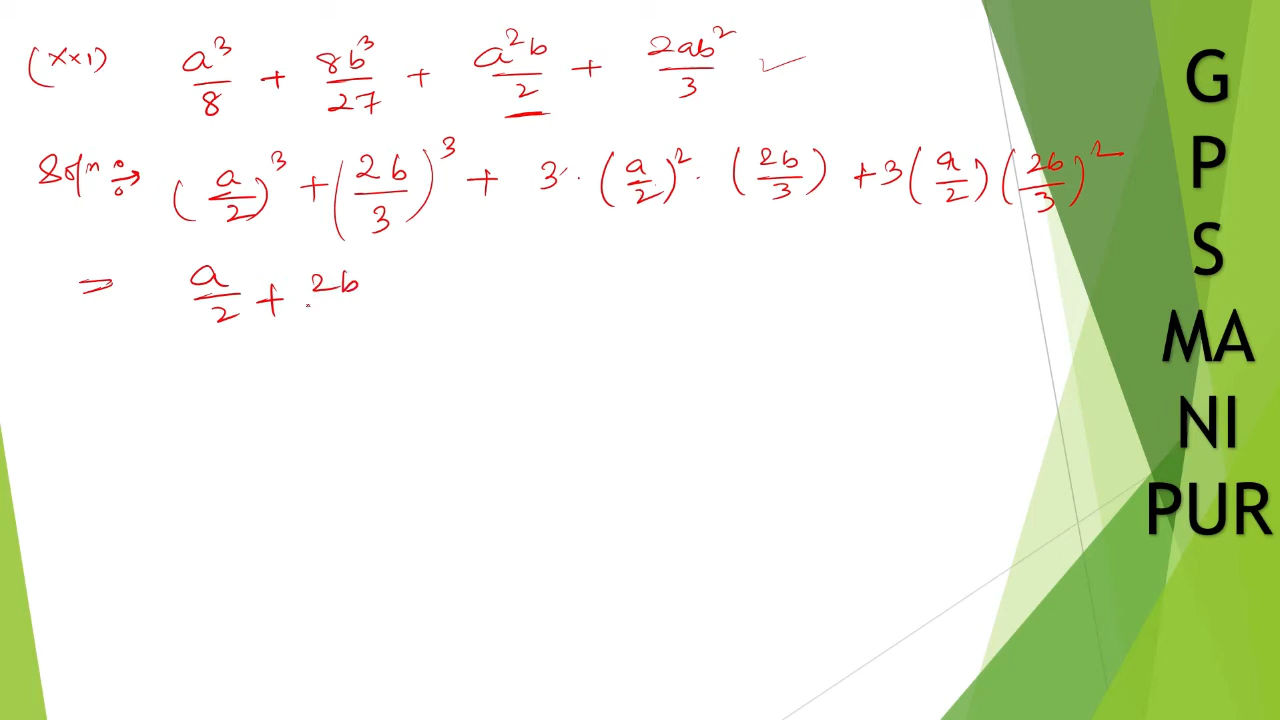 (xxi) a³/8 + 8b³/27 + a²b/2 + 2ab²/3 ✓
Solⁿ :→ (a/2)³ + (2b/3)³ + 3 · (a/2)² · (2b/3) + 3 (a/2) (2b/3)²
= a/2 + 2b
G
P
S
MA
NI
PUR